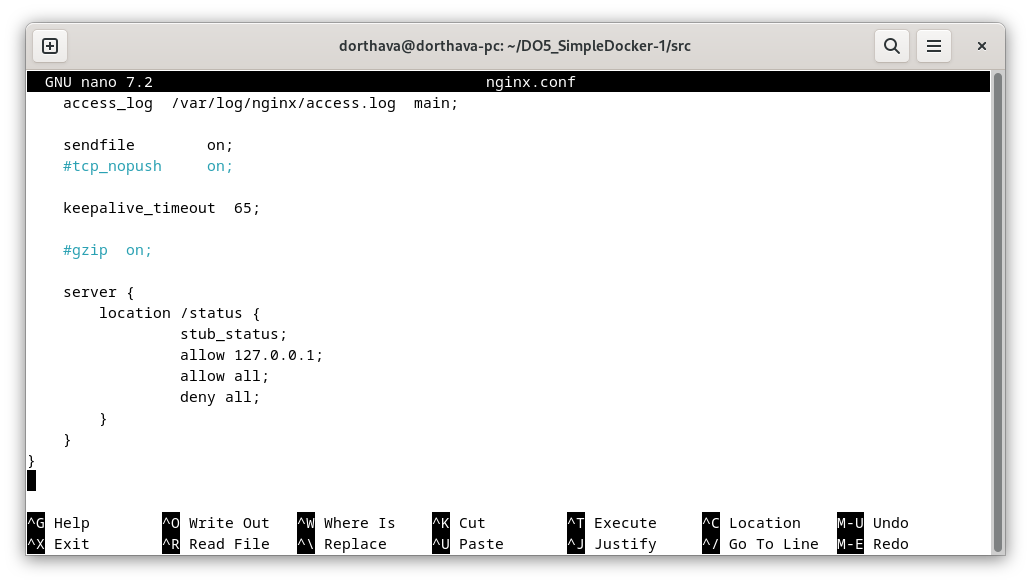 dorthava@dorthava-pc: ~/DO5_SimpleDocker-1/src
GNU nano 7.2 nginx.conf
access_log  /var/log/nginx/access.log  main;
sendfile        on;
#tcp_nopush     on;
keepalive_timeout  65;
#gzip  on;
server {
location /status {
stub_status;
allow 127.0.0.1;
allow all;
deny all;
}
}
}
^G Help ^O Write Out ^W Where Is ^K Cut ^T Execute ^C Location M-U Undo
^X Exit ^R Read File ^\ Replace ^U Paste ^J Justify ^/ Go To Line M-E Redo